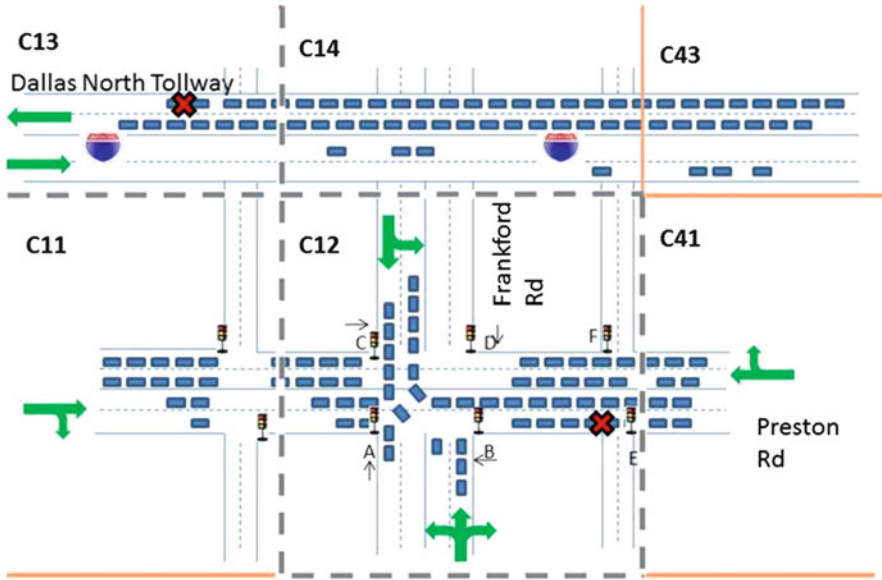 C13
C14
C43
Dallas North Tollway
C11
C12
Frankford
Rd
C41
C
D
F
Preston
Rd
A
B
E